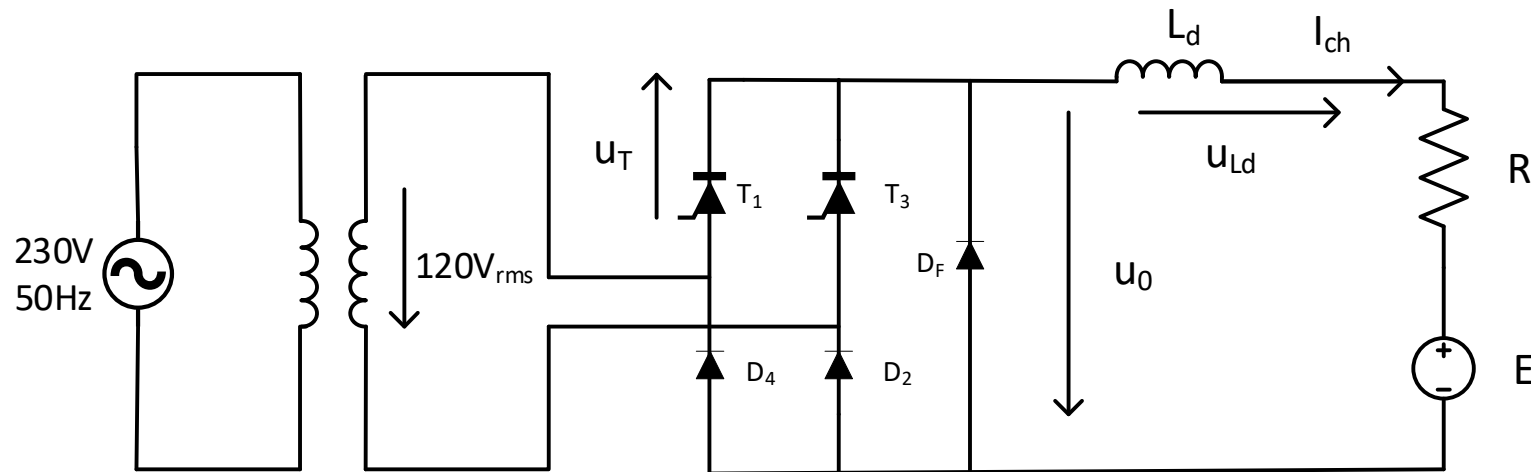 L_d
I_ch
u_T
T_1
T_3
u_Ld
R
230V
50Hz
120V_rms
D_F
u_0
D_4
D_2
+
−
E